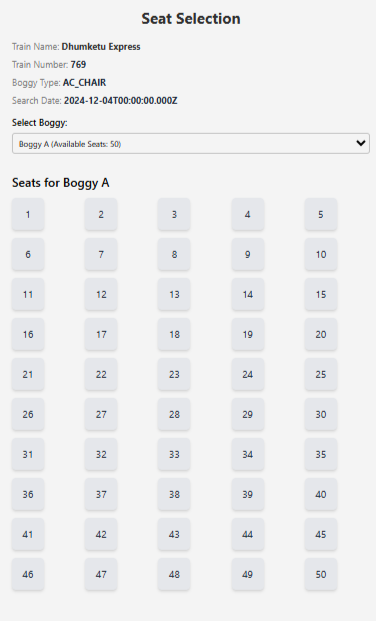 Seat Selection
Train Name: Dhumketu Express
Train Number: 769
Boggy Type: AC_CHAIR
Search Date: 2024-12-04T00:00:00.000Z
Select Boggy:
Boggy A (Available Seats: 50)
Seats for Boggy A
1 2 3 4 5
6 7 8 9 10
11 12 13 14 15
16 17 18 19 20
21 22 23 24 25
26 27 28 29 30
31 32 33 34 35
36 37 38 39 40
41 42 43 44 45
46 47 48 49 50